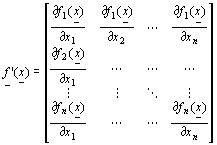 f'(x) = [ ∂f₁(x)/∂x₁ ∂f₁(x)/∂x₂ ⋯ ∂f₁(x)/∂xₙ
∂f₂(x)/∂x₁ ⋯ ⋯ ⋯
⋮ ⋮ ⋱ ⋮
∂fₙ(x)/∂x₁ ⋯ ⋯ ∂fₙ(x)/∂xₙ ]